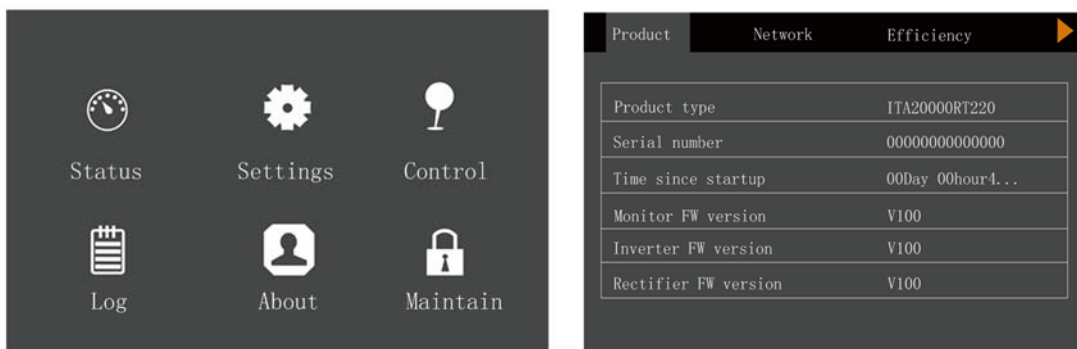 Status Settings Control
Log About Maintain
Product Network Efficiency
Product type ITA20000RT220
Serial number 00000000000000
Time since startup 00Day 00hour4...
Monitor FW version V100
Inverter FW version V100
Rectifier FW version V100